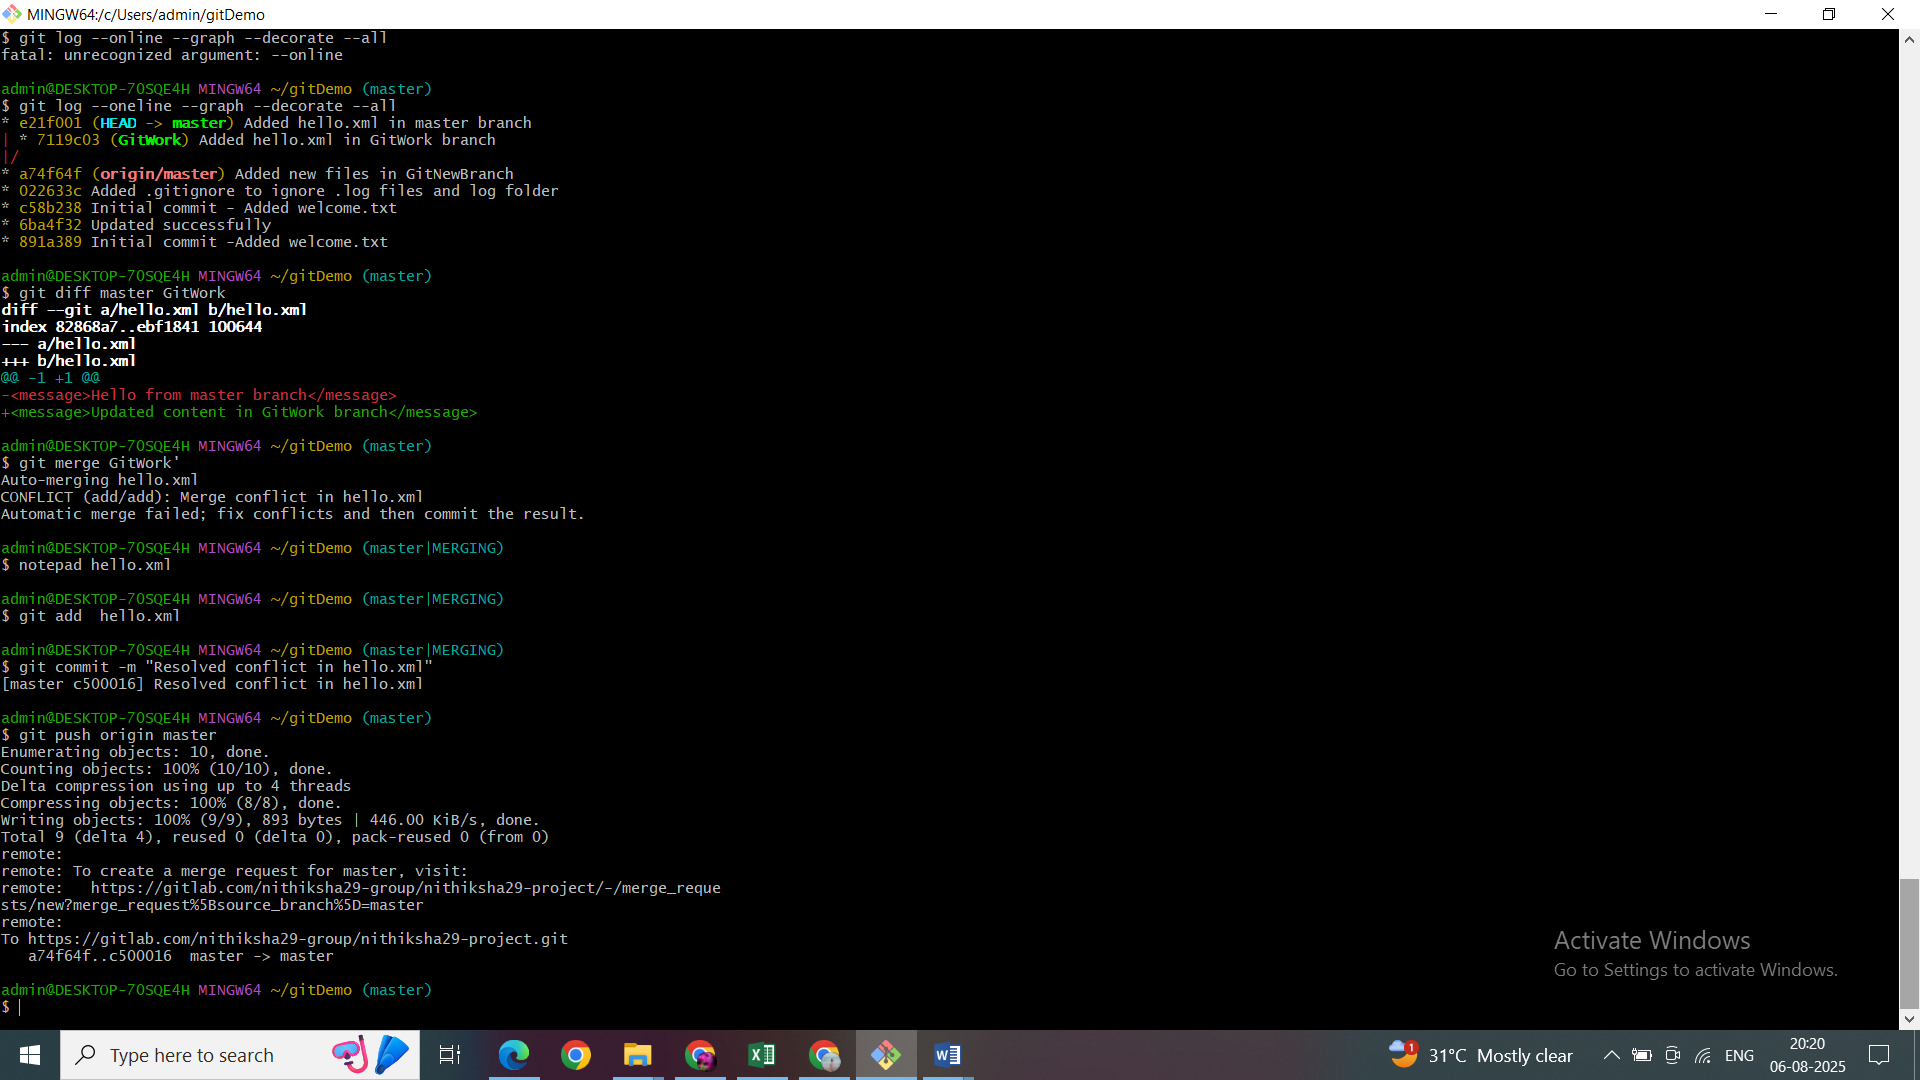 MINGW64:/c/Users/admin/gitDemo
$ git log --online --graph --decorate --all
fatal: unrecognized argument: --online
admin@DESKTOP-7OSQE4H MINGW64 ~/gitDemo (master)
$ git log --oneline --graph --decorate --all
* e21f001 (HEAD -> master) Added hello.xml in master branch
| * 7119c03 (GitWork) Added hello.xml in GitWork branch
|/
* a74f64f (origin/master) Added new files in GitNewBranch
* 022633c Added .gitignore to ignore .log files and log folder
* c58b238 Initial commit - Added welcome.txt
* 6ba4f32 Updated successfully
* 891a389 Initial commit -Added welcome.txt
admin@DESKTOP-7OSQE4H MINGW64 ~/gitDemo (master)
$ git diff master GitWork
diff --git a/hello.xml b/hello.xml
index 82868a7..ebf1841 100644
--- a/hello.xml
+++ b/hello.xml
@@ -1 +1 @@
-<message>Hello from master branch</message>
+<message>Updated content in GitWork branch</message>
admin@DESKTOP-7OSQE4H MINGW64 ~/gitDemo (master)
$ git merge GitWork'
Auto-merging hello.xml
CONFLICT (add/add): Merge conflict in hello.xml
Automatic merge failed; fix conflicts and then commit the result.
admin@DESKTOP-7OSQE4H MINGW64 ~/gitDemo (master|MERGING)
$ notepad hello.xml
admin@DESKTOP-7OSQE4H MINGW64 ~/gitDemo (master|MERGING)
$ git add  hello.xml
admin@DESKTOP-7OSQE4H MINGW64 ~/gitDemo (master|MERGING)
$ git commit -m "Resolved conflict in hello.xml"
[master c500016] Resolved conflict in hello.xml
admin@DESKTOP-7OSQE4H MINGW64 ~/gitDemo (master)
$ git push origin master
Enumerating objects: 10, done.
Counting objects: 100% (10/10), done.
Delta compression using up to 4 threads
Compressing objects: 100% (8/8), done.
Writing objects: 100% (9/9), 893 bytes | 446.00 KiB/s, done.
Total 9 (delta 4), reused 0 (delta 0), pack-reused 0 (from 0)
remote:
remote: To create a merge request for master, visit:
remote:   https://gitlab.com/nithiksha29-group/nithiksha29-project/-/merge_reque
sts/new?merge_request%5Bsource_branch%5D=master
remote:
To https://gitlab.com/nithiksha29-group/nithiksha29-project.git
   a74f64f..c500016  master -> master
admin@DESKTOP-7OSQE4H MINGW64 ~/gitDemo (master)
$
Activate Windows
Go to Settings to activate Windows.
Type here to search
1
31°C Mostly clear
ENG
20:20
06-08-2025